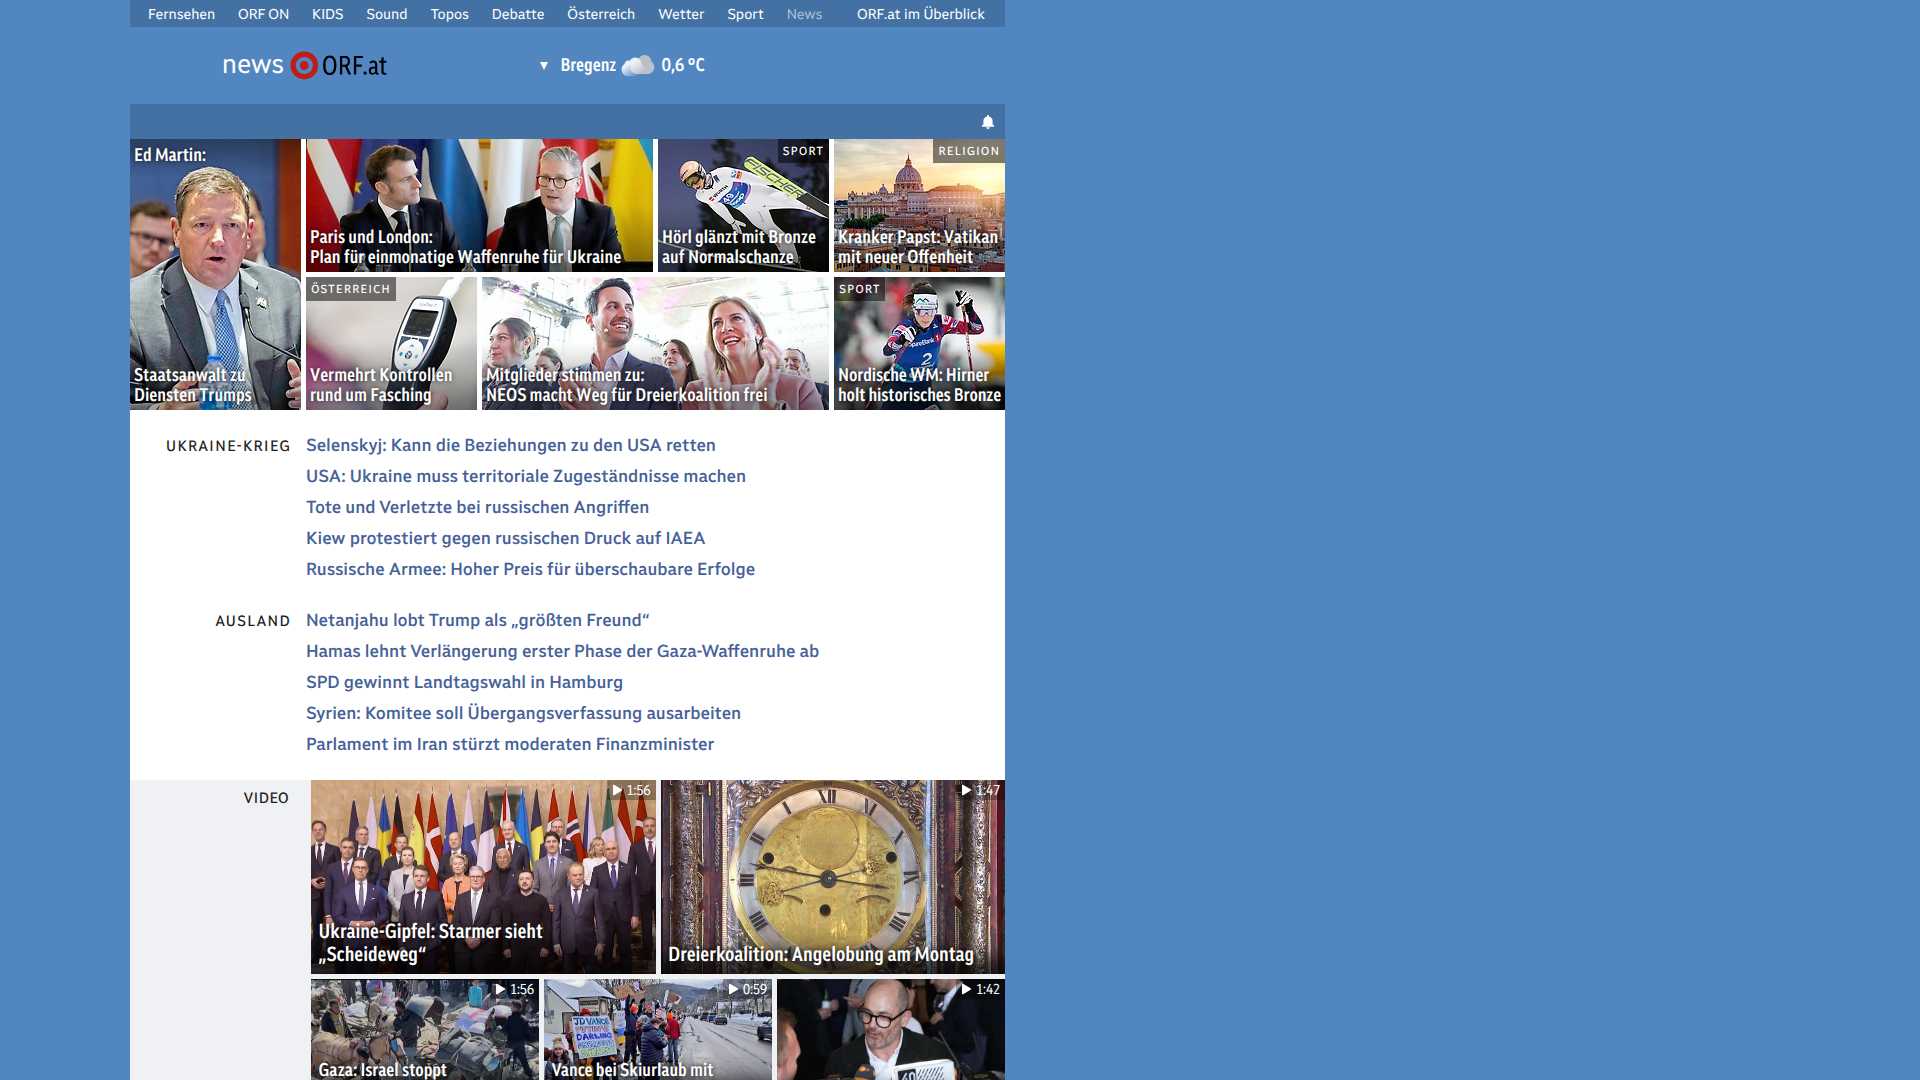 Fernsehen ORF ON KIDS Sound Topos Debatte Österreich Wetter Sport News ORF.at im Überblick
news ORF.at
▼ Bregenz 0,6 °C
Ed Martin:
Staatsanwalt zu
Diensten Trumps
Paris und London:
Plan für einmonatige Waffenruhe für Ukraine
SPORT
FISCHER
Hörl glänzt mit Bronze
auf Normalschanze
RELIGION
Kranker Papst: Vatikan
mit neuer Offenheit
ÖSTERREICH
Vermehrt Kontrollen
rund um Fasching
Mitglieder stimmen zu:
NEOS macht Weg für Dreierkoalition frei
SPORT
SpareBank 1
2
Nordische WM: Hirner
holt historisches Bronze
UKRAINE-KRIEG
Selenskyj: Kann die Beziehungen zu den USA retten
USA: Ukraine muss territoriale Zugeständnisse machen
Tote und Verletzte bei russischen Angriffen
Kiew protestiert gegen russischen Druck auf IAEA
Russische Armee: Hoher Preis für überschaubare Erfolge
AUSLAND
Netanjahu lobt Trump als „größten Freund“
Hamas lehnt Verlängerung erster Phase der Gaza-Waffenruhe ab
SPD gewinnt Landtagswahl in Hamburg
Syrien: Komitee soll Übergangsverfassung ausarbeiten
Parlament im Iran stürzt moderaten Finanzminister
VIDEO
1:56
Ukraine-Gipfel: Starmer sieht
„Scheideweg“
1:47
Dreierkoalition: Angelobung am Montag
1:56
Gaza: Israel stoppt
0:59
JD VANCE
DARLING
Vance bei Skiurlaub mit
1:42